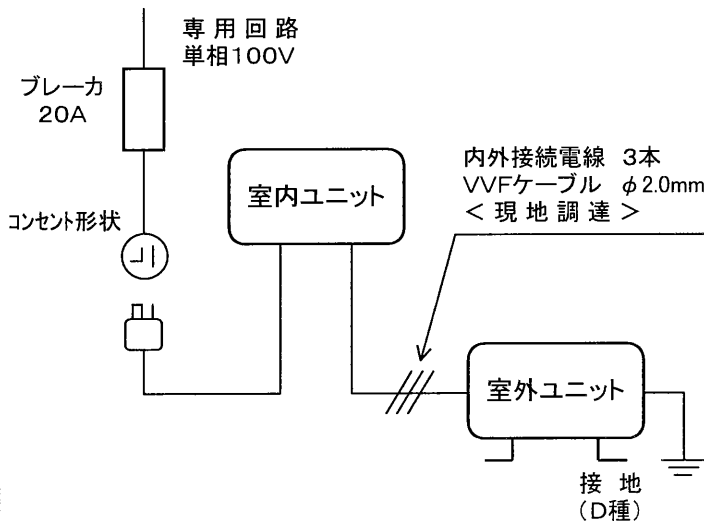 専用回路
単相100V
ブレーカ
20A
コンセント形状
室内ユニット
内外接続電線 3本
VVFケーブル φ2.0mm
<現地調達>
室外ユニット
接地
(D種)